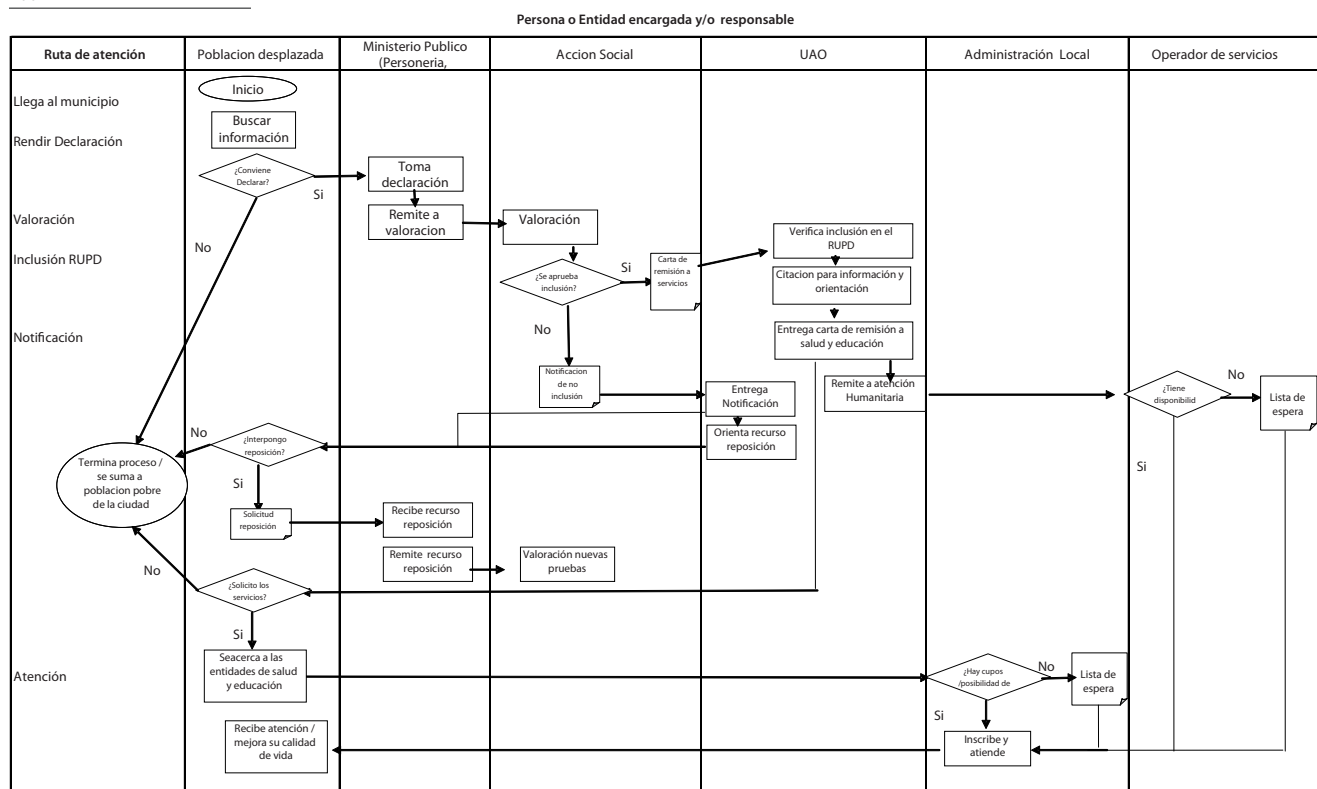 Persona o Entidad encargada y/o responsable
Ruta de atención
Poblacion desplazada
Ministerio Publico
(Personeria,
Accion Social
UAO
Administración Local
Operador de servicios
Llega al municipio
Inicio
Buscar
información
Rendir Declaración
¿Conviene
Declarar?
Si
No
Toma
declaración
Remite a
valoracion
Valoración
Valoración
Inclusión RUPD
¿Se aprueba
inclusión?
Si
No
Carta de
remisión a
servicios
Verifica inclusión en el
RUPD
Citacion para información y
orientación
Entrega carta de remisión a
salud y educación
Notificación
Notificacion
de no
inclusión
Entrega
Notificación
Orienta recurso
reposición
Remite a atención
Humanitaria
¿Tiene
disponibilid
No
Si
Lista de
espera
¿Interpongo
reposición?
No
Si
Termina proceso /
se suma a
poblacion pobre
de la ciudad
Solicitud
reposición
Recibe recurso
reposición
Remite recurso
reposición
Valoración nuevas
pruebas
No
¿Solicito los
servicios?
Si
Atención
Seacerca a las
entidades de salud
y educación
¿Hay cupos
/posibilidad de
No
Si
Lista de
espera
Recibe atención /
mejora su calidad
de vida
Inscribe y
atiende